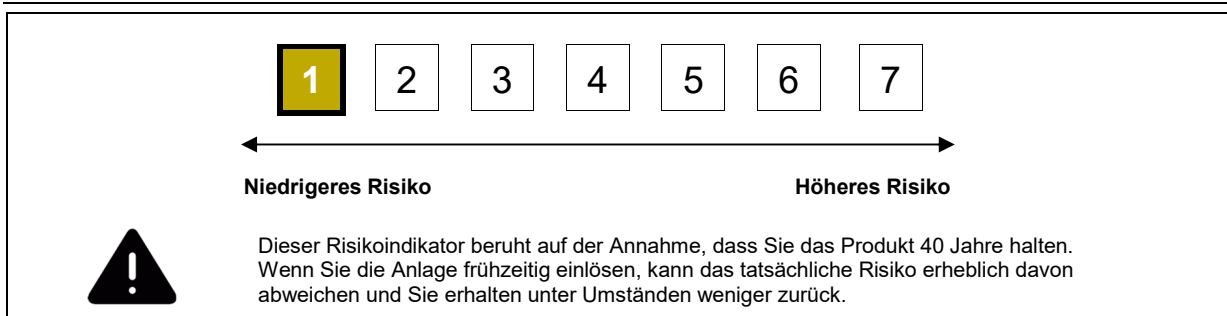 1 2 3 4 5 6 7
Niedrigeres Risiko Höheres Risiko
Dieser Risikoindikator beruht auf der Annahme, dass Sie das Produkt 40 Jahre halten.
Wenn Sie die Anlage frühzeitig einlösen, kann das tatsächliche Risiko erheblich davon
abweichen und Sie erhalten unter Umständen weniger zurück.